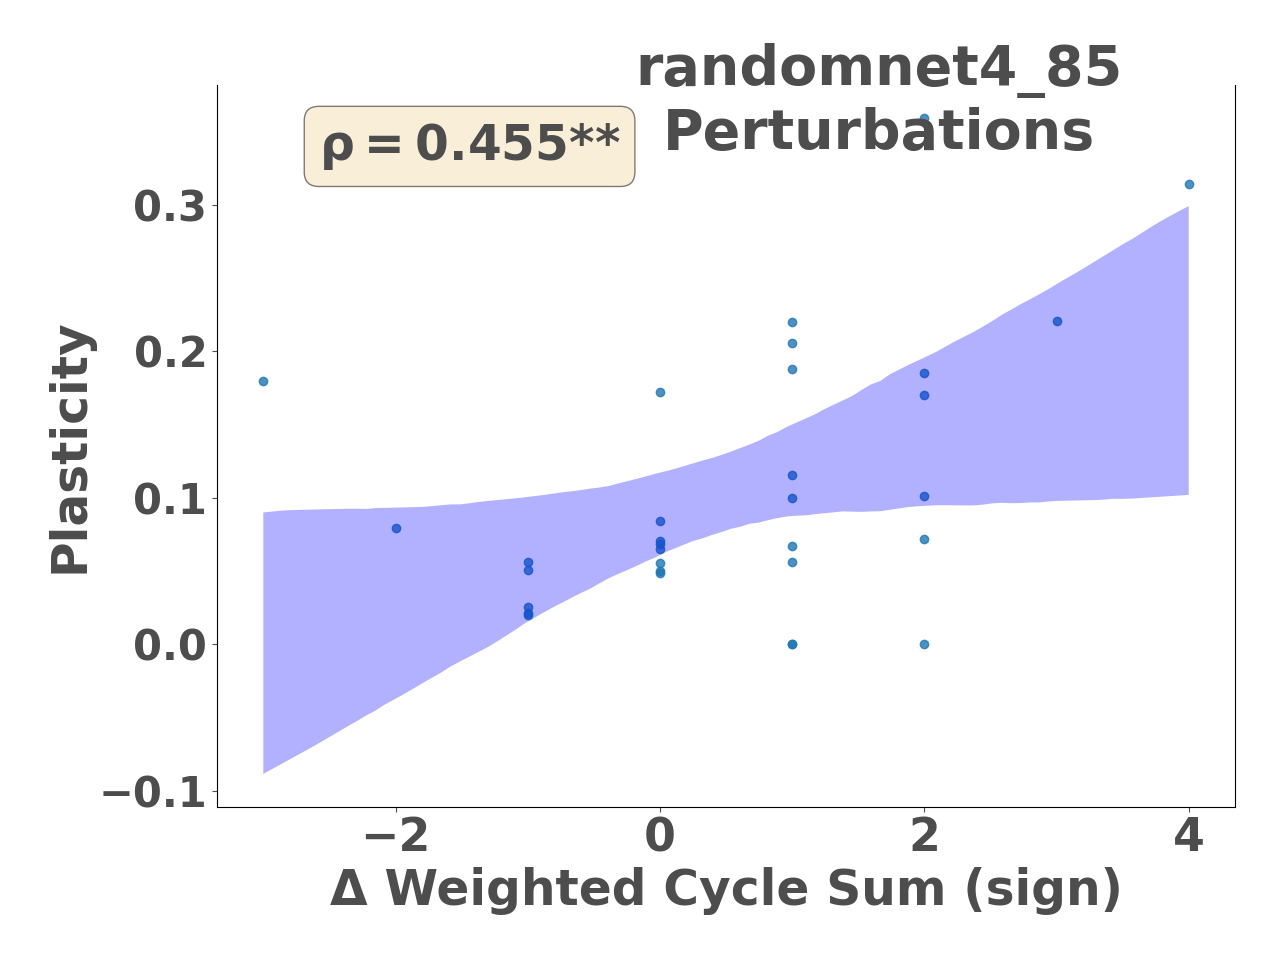 randomnet4_85
Perturbations
ρ = 0.455**
Plasticity
0.3
0.2
0.1
0.0
−0.1
−2 0 2 4
Δ Weighted Cycle Sum (sign)